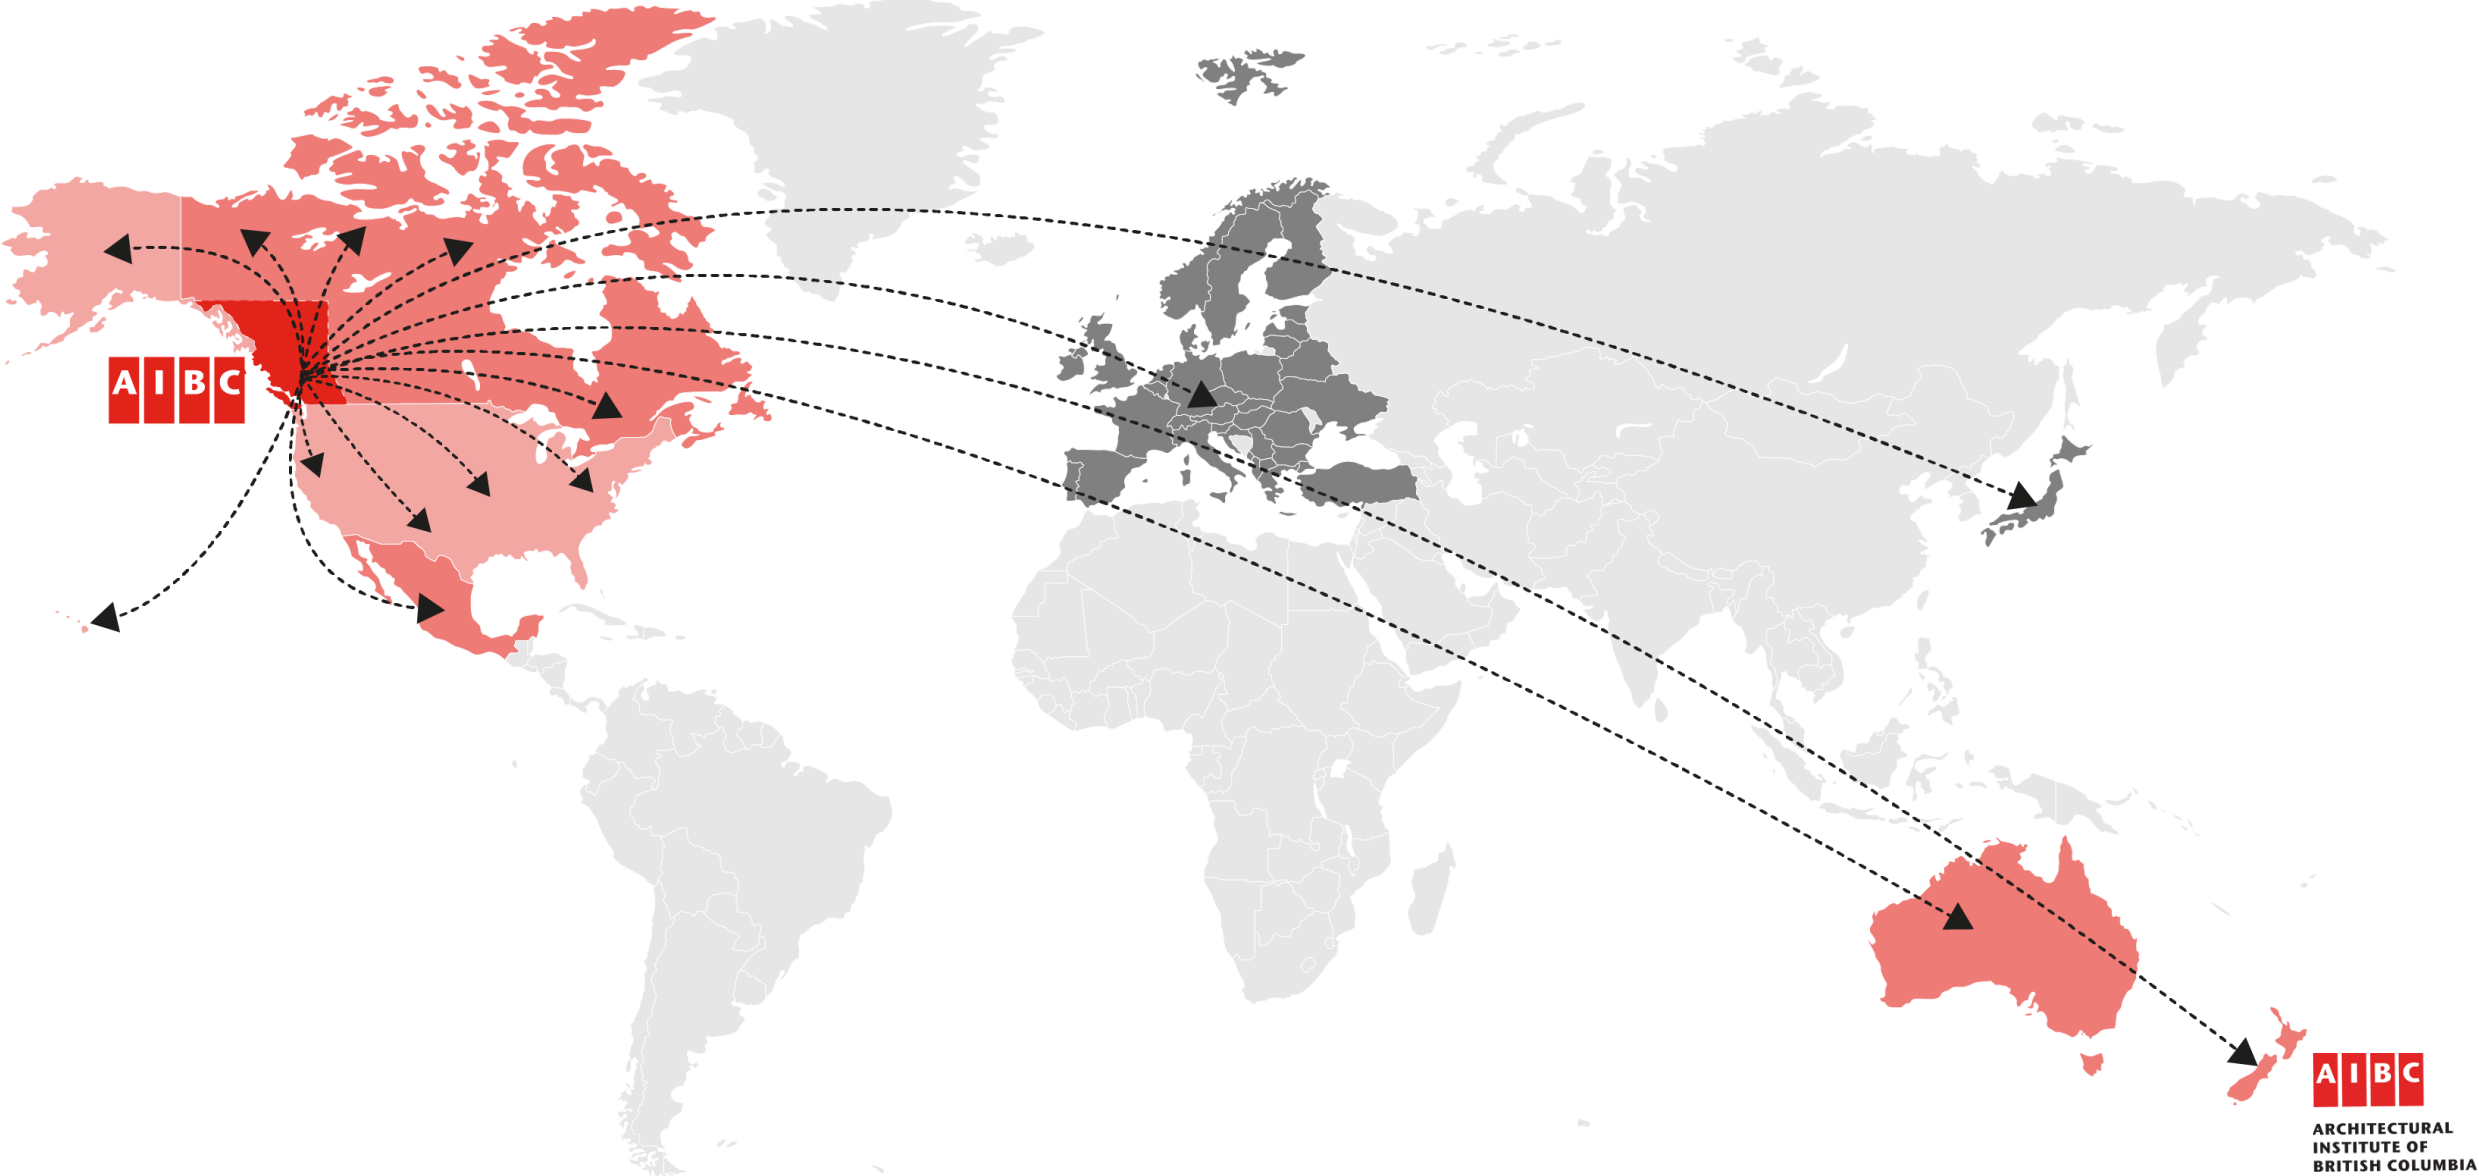 AIBC
AIBC
ARCHITECTURAL
INSTITUTE OF
BRITISH COLUMBIA